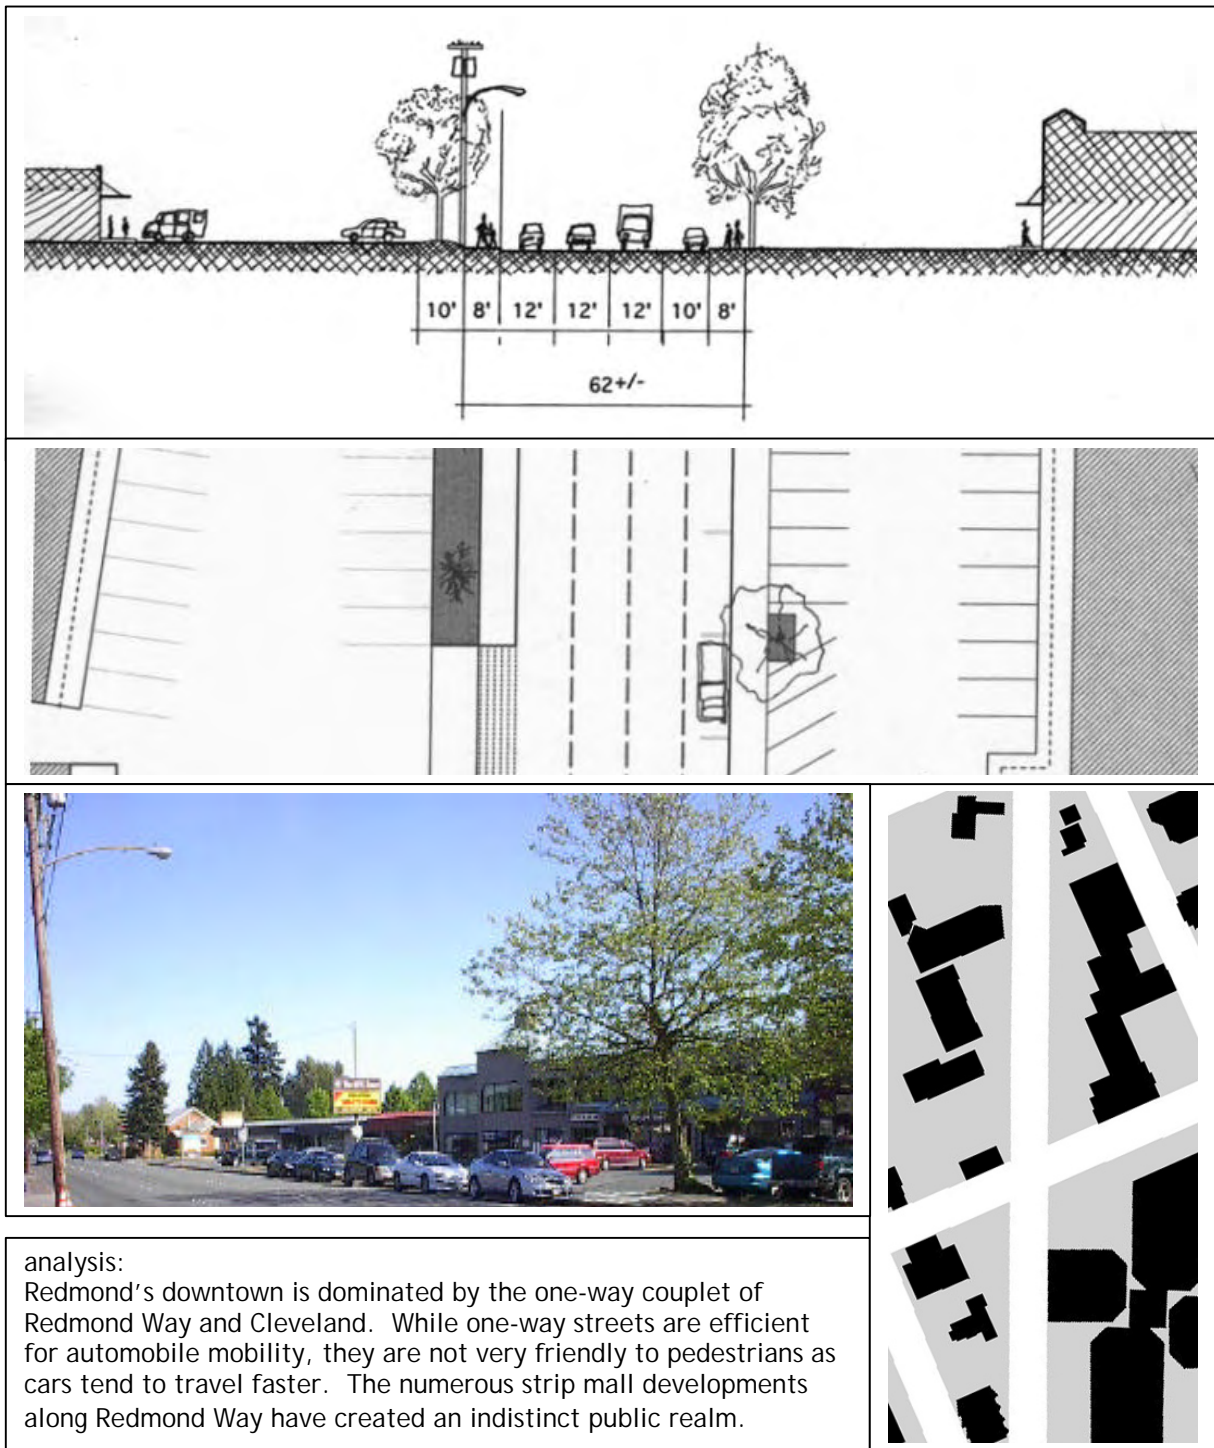 10' 8' 12' 12' 12' 10' 8'
62+/-
analysis:
Redmond's downtown is dominated by the one-way couplet of
Redmond Way and Cleveland.  While one-way streets are efficient
for automobile mobility, they are not very friendly to pedestrians as
cars tend to travel faster.  The numerous strip mall developments
along Redmond Way have created an indistinct public realm.